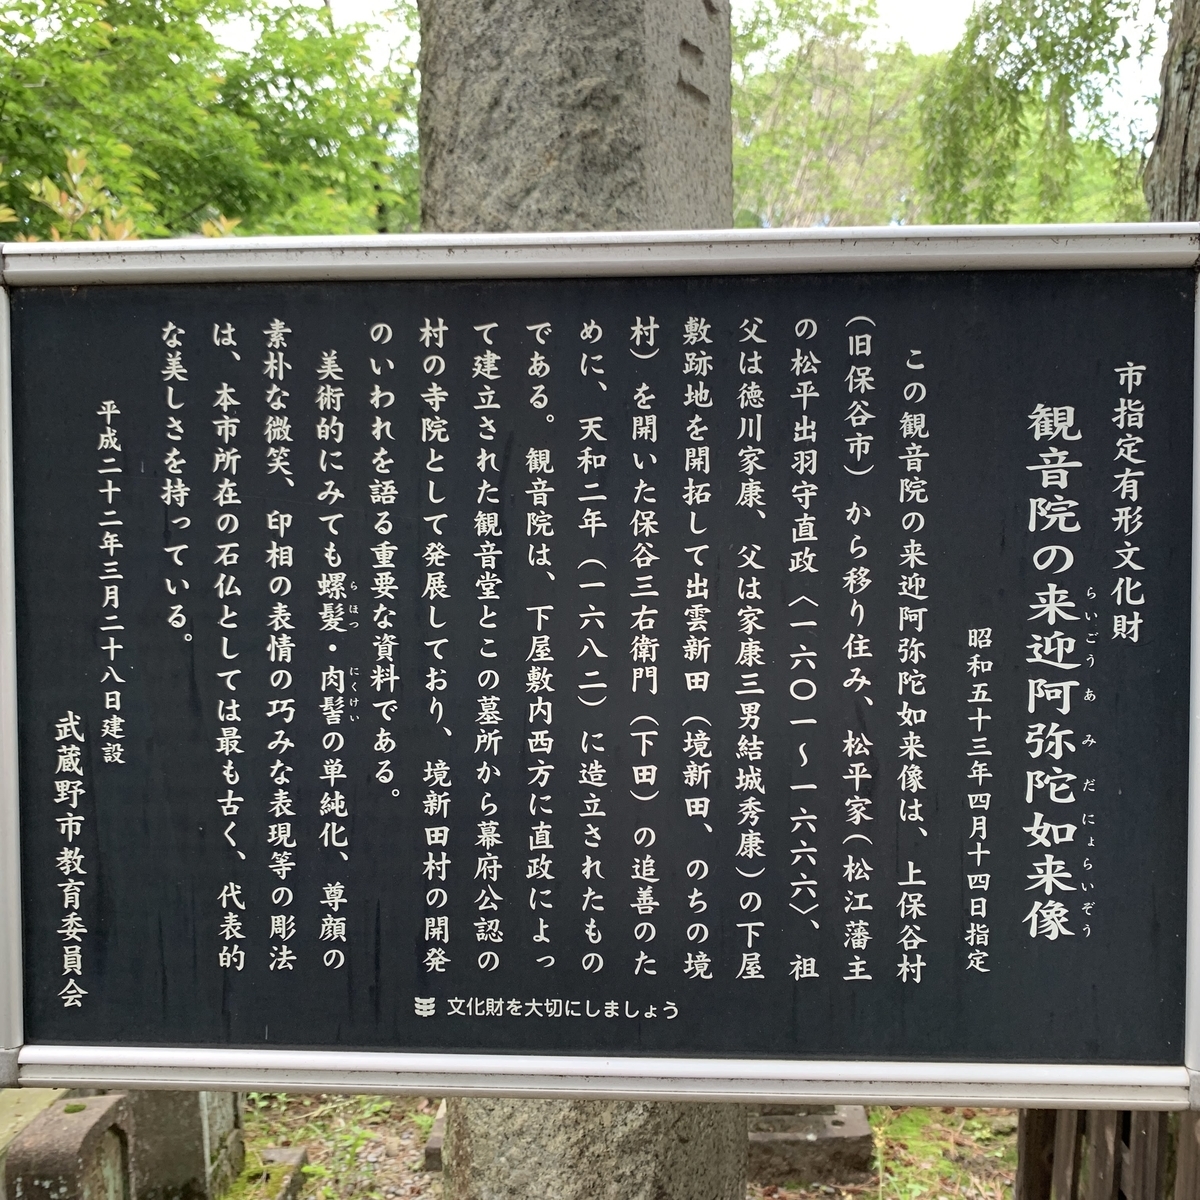 市指定有形文化財
観音院の来迎阿弥陀如来像
らいごうあみだにょらいぞう
昭和五十三年四月十四日指定
この観音院の来迎阿弥陀如来像は、上保谷村
(旧保谷市)から移り住み、松平家(松江藩主
の松平出羽守直政〈一六〇一〜一六六六〉、祖
父は徳川家康、父は家康三男結城秀康)の下屋
敷跡地を開拓して出雲新田(境新田、のちの境
村)を開いた保谷三右衛門(下田)の追善のた
めに、天和二年(一六八二)に造立されたもの
である。観音院は、下屋敷内西方に直政によっ
て建立された観音堂とこの墓所から幕府公認の
村の寺院として発展しており、境新田村の開発
のいわれを語る重要な資料である。
美術的にみても螺髪・肉髻の単純化、尊顔の
らほつ にくけい
素朴な微笑、印相の表情の巧みな表現等の彫法
は、本市所在の石仏としては最も古く、代表的
な美しさを持っている。
平成二十二年三月二十八日建設
武蔵野市教育委員会
文化財を大切にしましょう